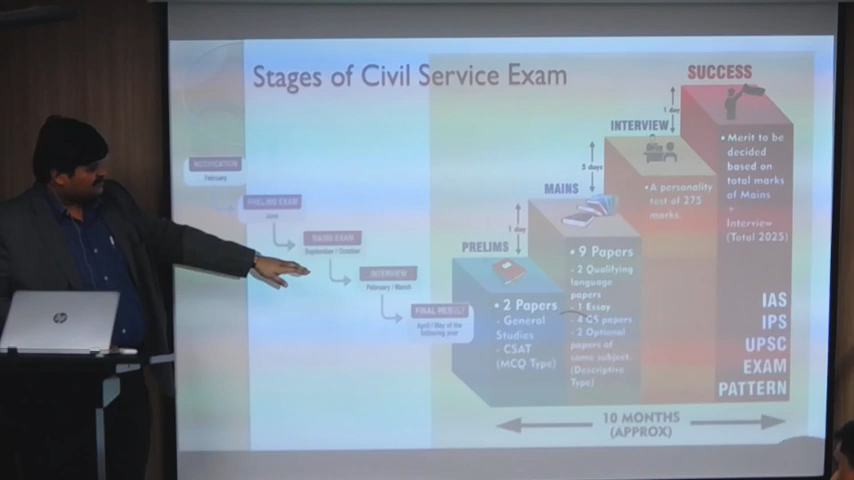 Stages of Civil Service Exam
NOTIFICATION
February
PRELIMS EXAM
June
MAINS EXAM
September / October
INTERVIEW
February / March
FINAL RESULT
April / May of the
following year
SUCCESS
1 day
INTERVIEW
5 days
MAINS
1 day
PRELIMS
• 2 Papers
- General
Studies
- CSAT
(MCQ Type)
• 9 Papers
- 2 Qualifying
language
papers
- 1 Essay
- 4 GS papers
- 2 Optional
papers of
same subject.
(Descriptive
Type)
• A personality
test of 275
marks.
• Merit to be
decided
based on
total marks
of Mains
+
Interview
(Total 2025)
IAS
IPS
UPSC
EXAM
PATTERN
10 MONTHS
(APPROX)
hp